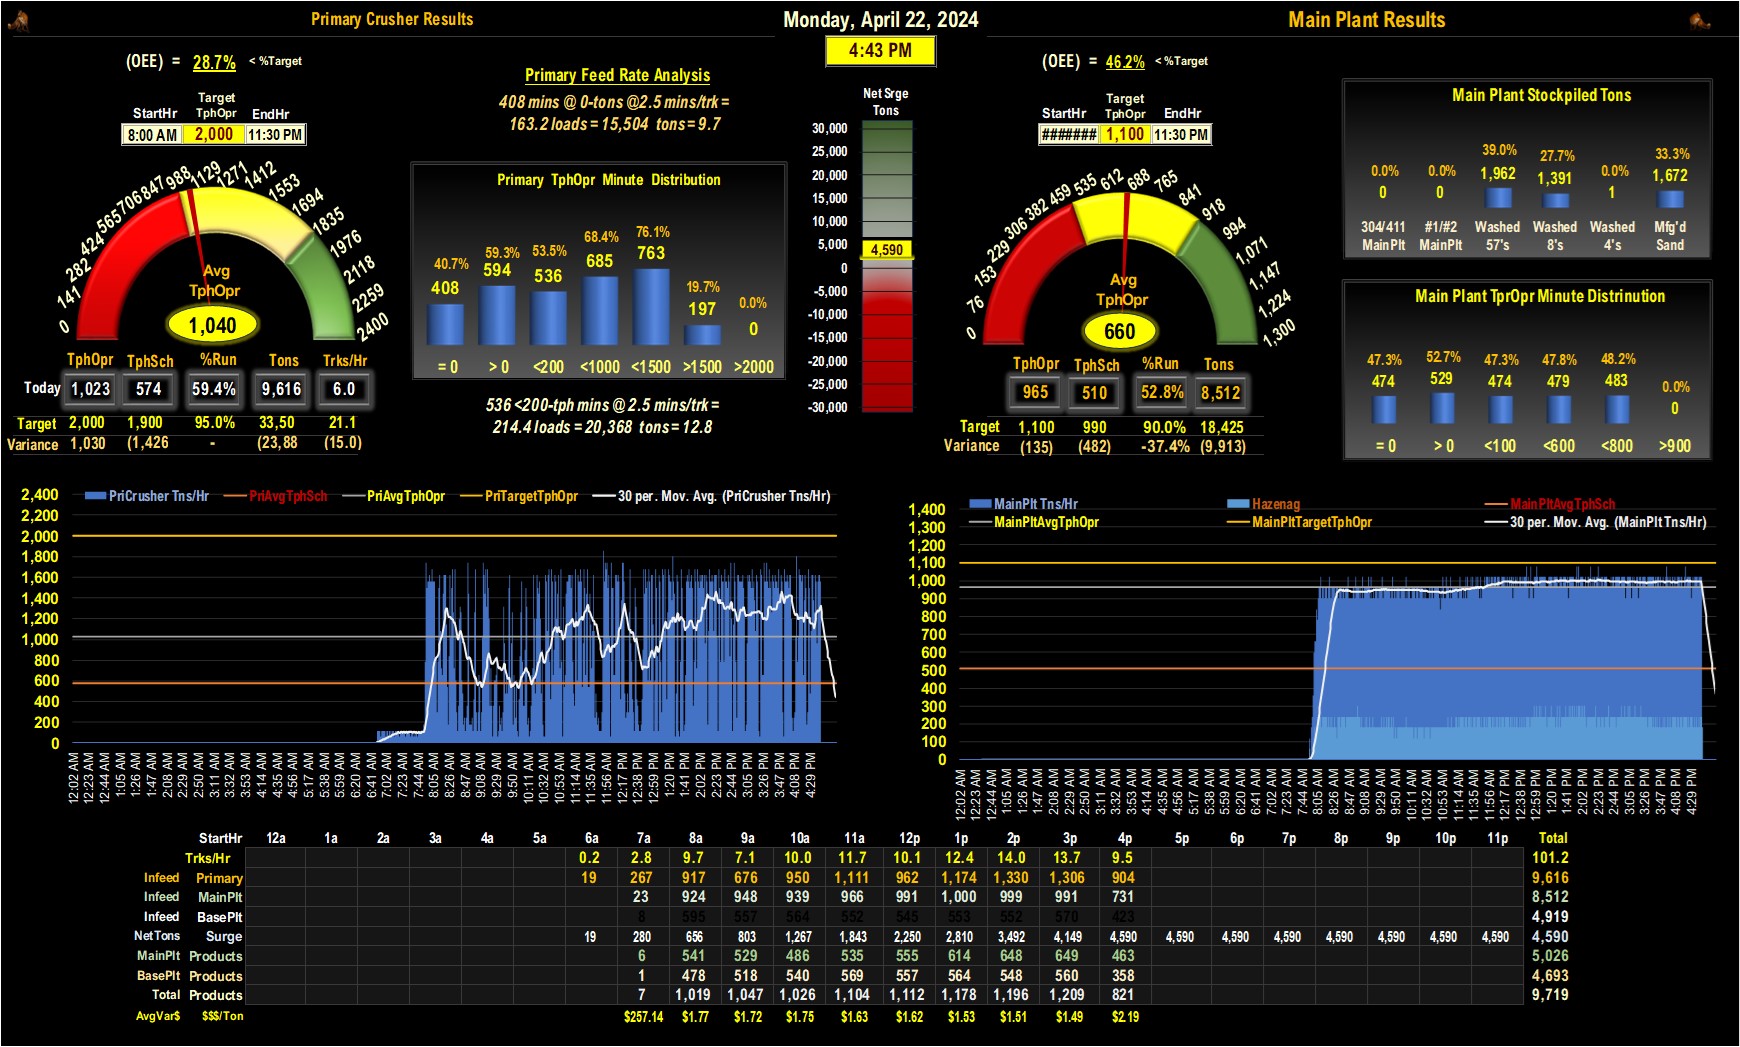 Primary Crusher Results
Monday, April 22, 2024
Main Plant Results
4:43 PM
(OEE) = 28.7% < %Target
StartHr Target TphOpr EndHr
8:00 AM 2,000 11:30 PM
0 141 282 424 565 706 847 988 1129 1271 1412 1553 1694 1835 1976 2118 2259 2400
Avg
TphOpr
1,040
TphOpr TphSch %Run Tons Trks/Hr
Today 1,023 574 59.4% 9,616 6.0
Target 2,000 1,900 95.0% 33,50 21.1
Variance 1,030 (1,426 - (23,88 (15.0)
Primary Feed Rate Analysis
408 mins @ 0-tons @2.5 mins/trk =
163.2 loads = 15,504 tons = 9.7
Primary TphOpr Minute Distribution
40.7% 59.3% 53.5% 68.4% 76.1% 19.7% 0.0%
408 594 536 685 763 197 0
= 0 > 0 <200 <1000 <1500 >1500 >2000
536 <200-tph mins @ 2.5 mins/trk =
214.4 loads = 20,368 tons = 12.8
Net Srge
Tons
30,000
25,000
20,000
15,000
10,000
5,000
4,590
0
-5,000
-10,000
-15,000
-20,000
-25,000
-30,000
(OEE) = 46.2% < %Target
StartHr Target TphOpr EndHr
####### 1,100 11:30 PM
0 76 153 229 306 382 459 535 612 688 765 841 918 994 1,071 1,147 1,224 1,300
Avg
TphOpr
660
TphOpr TphSch %Run Tons
965 510 52.8% 8,512
Target 1,100 990 90.0% 18,425
Variance (135) (482) -37.4% (9,913)
Main Plant Stockpiled Tons
0.0% 0.0% 39.0% 27.7% 0.0% 33.3%
0 0 1,962 1,391 1 1,672
304/411 #1/#2 Washed Washed Washed Mfg'd
MainPlt MainPlt 57's 8's 4's Sand
Main Plant TprOpr Minute Distrinution
47.3% 52.7% 47.3% 47.8% 48.2% 0.0%
474 529 474 479 483 0
= 0 > 0 <100 <600 <800 >900
PriCrusher Tns/Hr PriAvgTphSch PriAvgTphOpr PriTargetTphOpr 30 per. Mov. Avg. (PriCrusher Tns/Hr)
2,400
2,200
2,000
1,800
1,600
1,400
1,200
1,000
800
600
400
200
0
12:02 AM 12:23 AM 12:44 AM 1:05 AM 1:26 AM 1:47 AM 2:08 AM 2:29 AM 2:50 AM 3:11 AM 3:32 AM 3:53 AM 4:14 AM 4:35 AM 4:56 AM 5:17 AM 5:38 AM 5:59 AM 6:20 AM 6:41 AM 7:02 AM 7:23 AM 7:44 AM 8:05 AM 8:26 AM 8:47 AM 9:08 AM 9:29 AM 9:50 AM 10:11 AM 10:32 AM 10:53 AM 11:14 AM 11:35 AM 11:56 AM 12:17 PM 12:38 PM 12:59 PM 1:20 PM 1:41 PM 2:02 PM 2:23 PM 2:44 PM 3:05 PM 3:26 PM 3:47 PM 4:08 PM 4:29 PM
MainPlt Tns/Hr Hazenag MainPltAvgTphSch
MainPltAvgTphOpr MainPltTargetTphOpr 30 per. Mov. Avg. (MainPlt Tns/Hr)
1,400
1,300
1,200
1,100
1,000
900
800
700
600
500
400
300
200
100
0
12:02 AM 12:23 AM 12:44 AM 1:05 AM 1:26 AM 1:47 AM 2:08 AM 2:29 AM 2:50 AM 3:11 AM 3:32 AM 3:53 AM 4:14 AM 4:35 AM 4:56 AM 5:17 AM 5:38 AM 5:59 AM 6:20 AM 6:41 AM 7:02 AM 7:23 AM 7:44 AM 8:05 AM 8:26 AM 8:47 AM 9:08 AM 9:29 AM 9:50 AM 10:11 AM 10:32 AM 10:53 AM 11:14 AM 11:35 AM 11:56 AM 12:17 PM 12:38 PM 12:59 PM 1:20 PM 1:41 PM 2:02 PM 2:23 PM 2:44 PM 3:05 PM 3:26 PM 3:47 PM 4:08 PM 4:29 PM
StartHr 12a 1a 2a 3a 4a 5a 6a 7a 8a 9a 10a 11a 12p 1p 2p 3p 4p 5p 6p 7p 8p 9p 10p 11p Total
Trks/Hr 0.2 2.8 9.7 7.1 10.0 11.7 10.1 12.4 14.0 13.7 9.5 101.2
Infeed Primary 19 267 917 676 950 1,111 962 1,174 1,330 1,306 904 9,616
Infeed MainPlt 23 924 948 939 966 991 1,000 999 991 731 8,512
Infeed BasePlt 8 595 557 564 552 545 553 552 570 423 4,919
NetTons Surge 19 280 656 803 1,267 1,843 2,250 2,810 3,492 4,149 4,590 4,590 4,590 4,590 4,590 4,590 4,590 4,590 4,590
MainPlt Products 6 541 529 486 535 555 614 648 649 463 5,026
BasePlt Products 1 478 518 540 569 557 564 548 560 358 4,693
Total Products 7 1,019 1,047 1,026 1,104 1,112 1,178 1,196 1,209 821 9,719
AvgVar$ $$$/Ton $257.14 $1.77 $1.72 $1.75 $1.63 $1.62 $1.53 $1.51 $1.49 $2.19